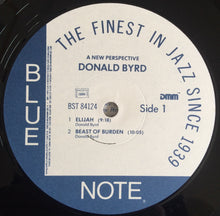 THE FINEST IN JAZZ SINCE 1939
BLUE
NOTE
A NEW PERSPECTIVE
DONALD BYRD
BST 84124
DMM
Side 1
1 ELIJAH (9:18)
Donald Byrd
2 BEAST OF BURDEN (10:05)
Donald Byrd